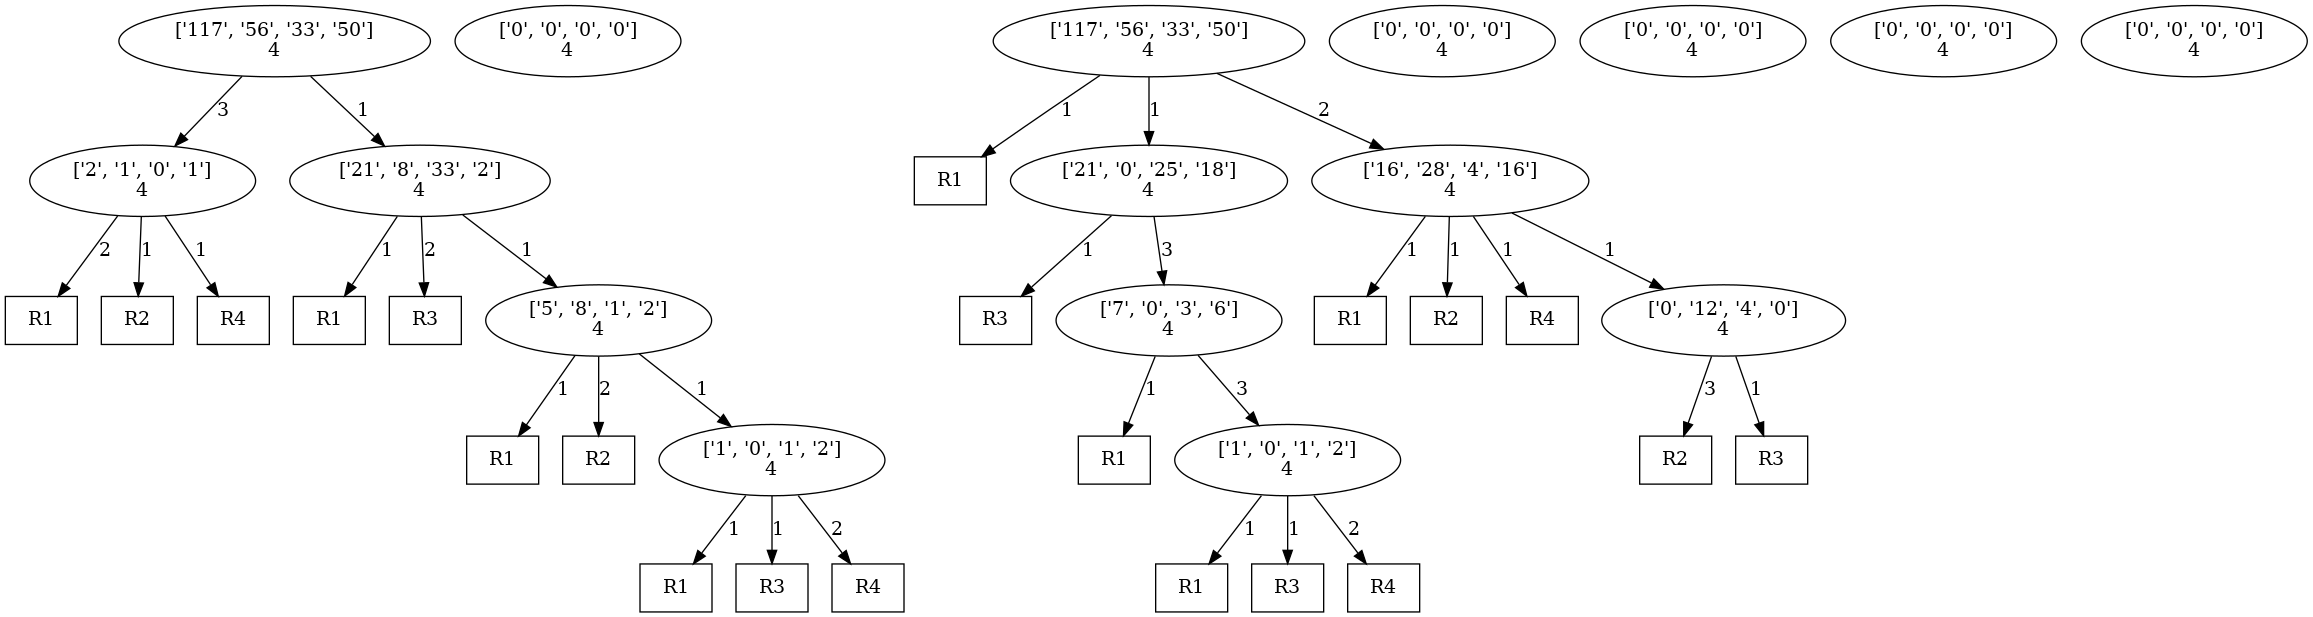 ['117', '56', '33', '50']
4
['0', '0', '0', '0']
4
['117', '56', '33', '50']
4
['0', '0', '0', '0']
4
['0', '0', '0', '0']
4
['0', '0', '0', '0']
4
['0', '0', '0', '0']
4
3
1
1
1
2
['2', '1', '0', '1']
4
['21', '8', '33', '2']
4
R1
['21', '0', '25', '18']
4
['16', '28', '4', '16']
4
2
1
1
1
2
1
1
3
1
1
1
1
R1
R2
R4
R1
R3
['5', '8', '1', '2']
4
R3
['7', '0', '3', '6']
4
R1
R2
R4
['0', '12', '4', '0']
4
1
2
1
1
3
3
1
R1
R2
['1', '0', '1', '2']
4
R1
['1', '0', '1', '2']
4
R2
R3
1
1
2
1
1
2
R1
R3
R4
R1
R3
R4